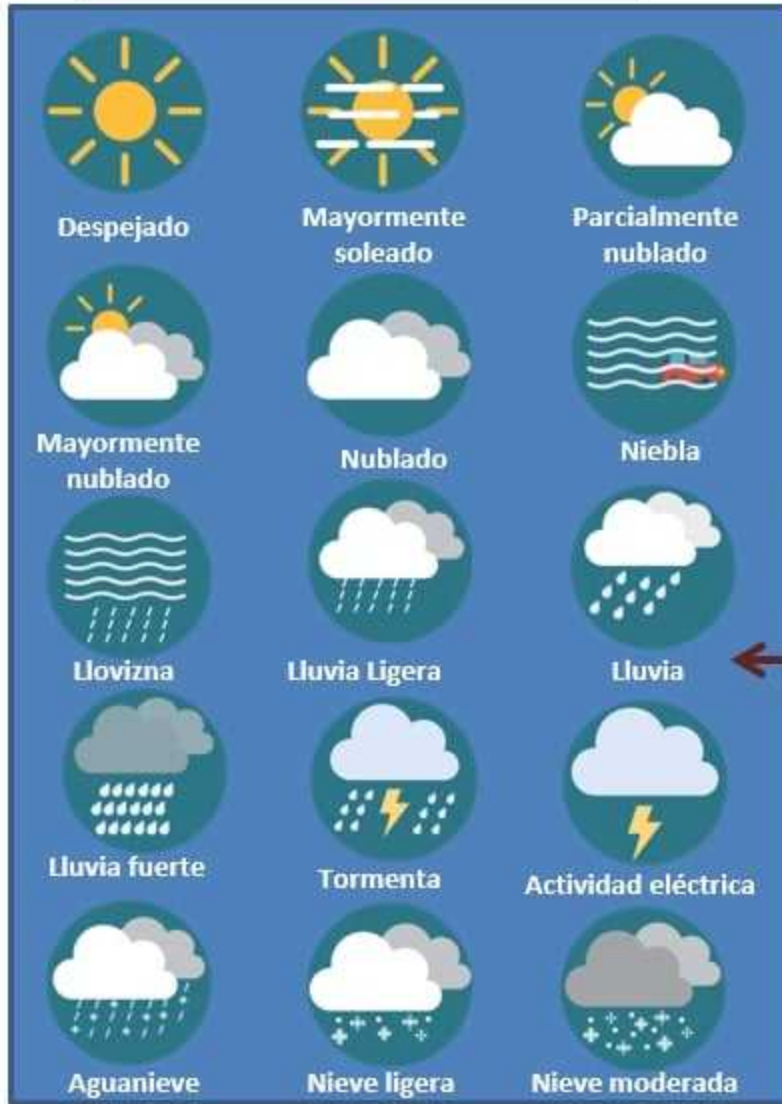 Despejado
Mayormente
soleado
Parcialmente
nublado
Mayormente
nublado
Nublado
Niebla
Llovizna
Lluvia Ligera
Lluvia
Lluvia fuerte
Tormenta
Actividad eléctrica
Aguanieve
Nieve ligera
Nieve moderada